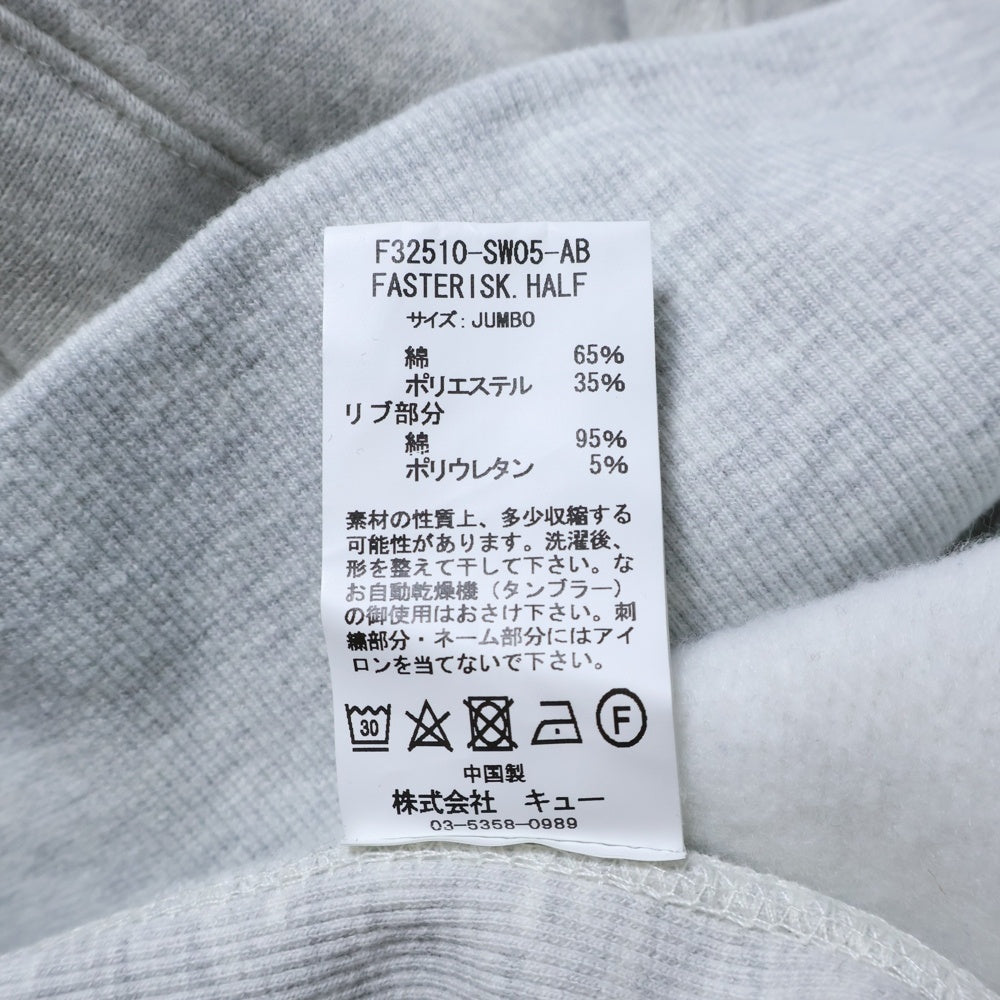 F32510-SW05-AB
FASTERISK.HALF
サイズ: JUMBO
綿 65%
ポリエステル 35%
リブ部分
綿 95%
ポリウレタン 5%
素材の性質上、多少収縮する
可能性があります。洗濯後、
形を整えて干して下さい。な
お自動乾燥機（タンブラー）
の御使用はおさけ下さい。刺
繍部分・ネーム部分にはアイ
ロンを当てないで下さい。
30 F
中国製
株式会社 キュー
03-5358-0989